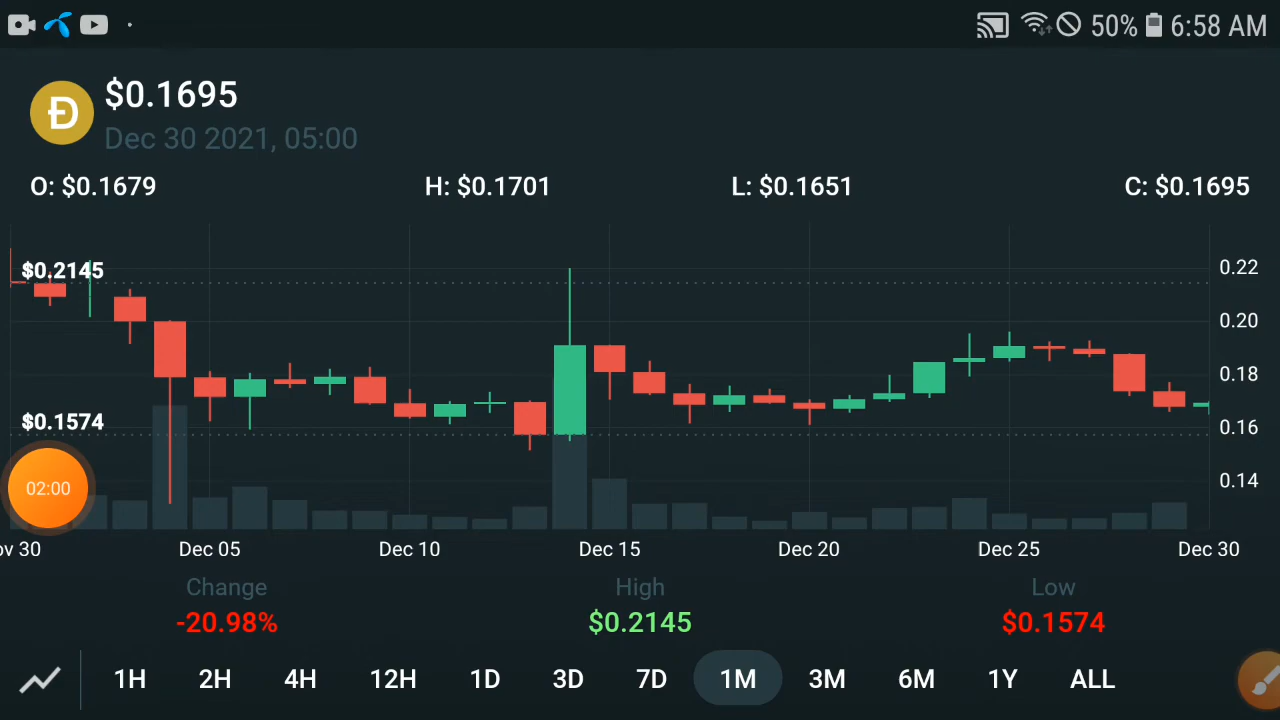 50% 6:58 AM
$0.1695
Dec 30 2021, 05:00
O: $0.1679 H: $0.1701 L: $0.1651 C: $0.1695
$0.2145
0.22
0.20
0.18
$0.1574
0.16
0.14
02:00
ov 30 Dec 05 Dec 10 Dec 15 Dec 20 Dec 25 Dec 30
Change High Low
-20.98% $0.2145 $0.1574
1H 2H 4H 12H 1D 3D 7D 1M 3M 6M 1Y ALL